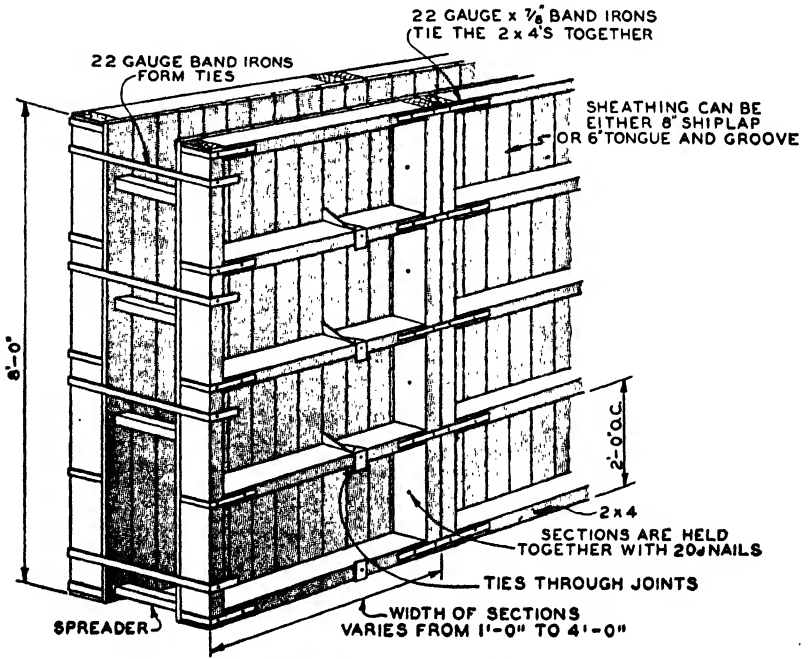 22 GAUGE x 7/8" BAND IRONS
TIE THE 2 x 4'S TOGETHER
22 GAUGE BAND IRONS
FORM TIES
SHEATHING CAN BE
EITHER 8" SHIPLAP
OR 6" TONGUE AND GROOVE
8'-0"
2'-0" O.C.
2 x 4
SECTIONS ARE HELD
TOGETHER WITH 20d NAILS
TIES THROUGH JOINTS
WIDTH OF SECTIONS
VARIES FROM 1'-0" TO 4'-0"
SPREADER